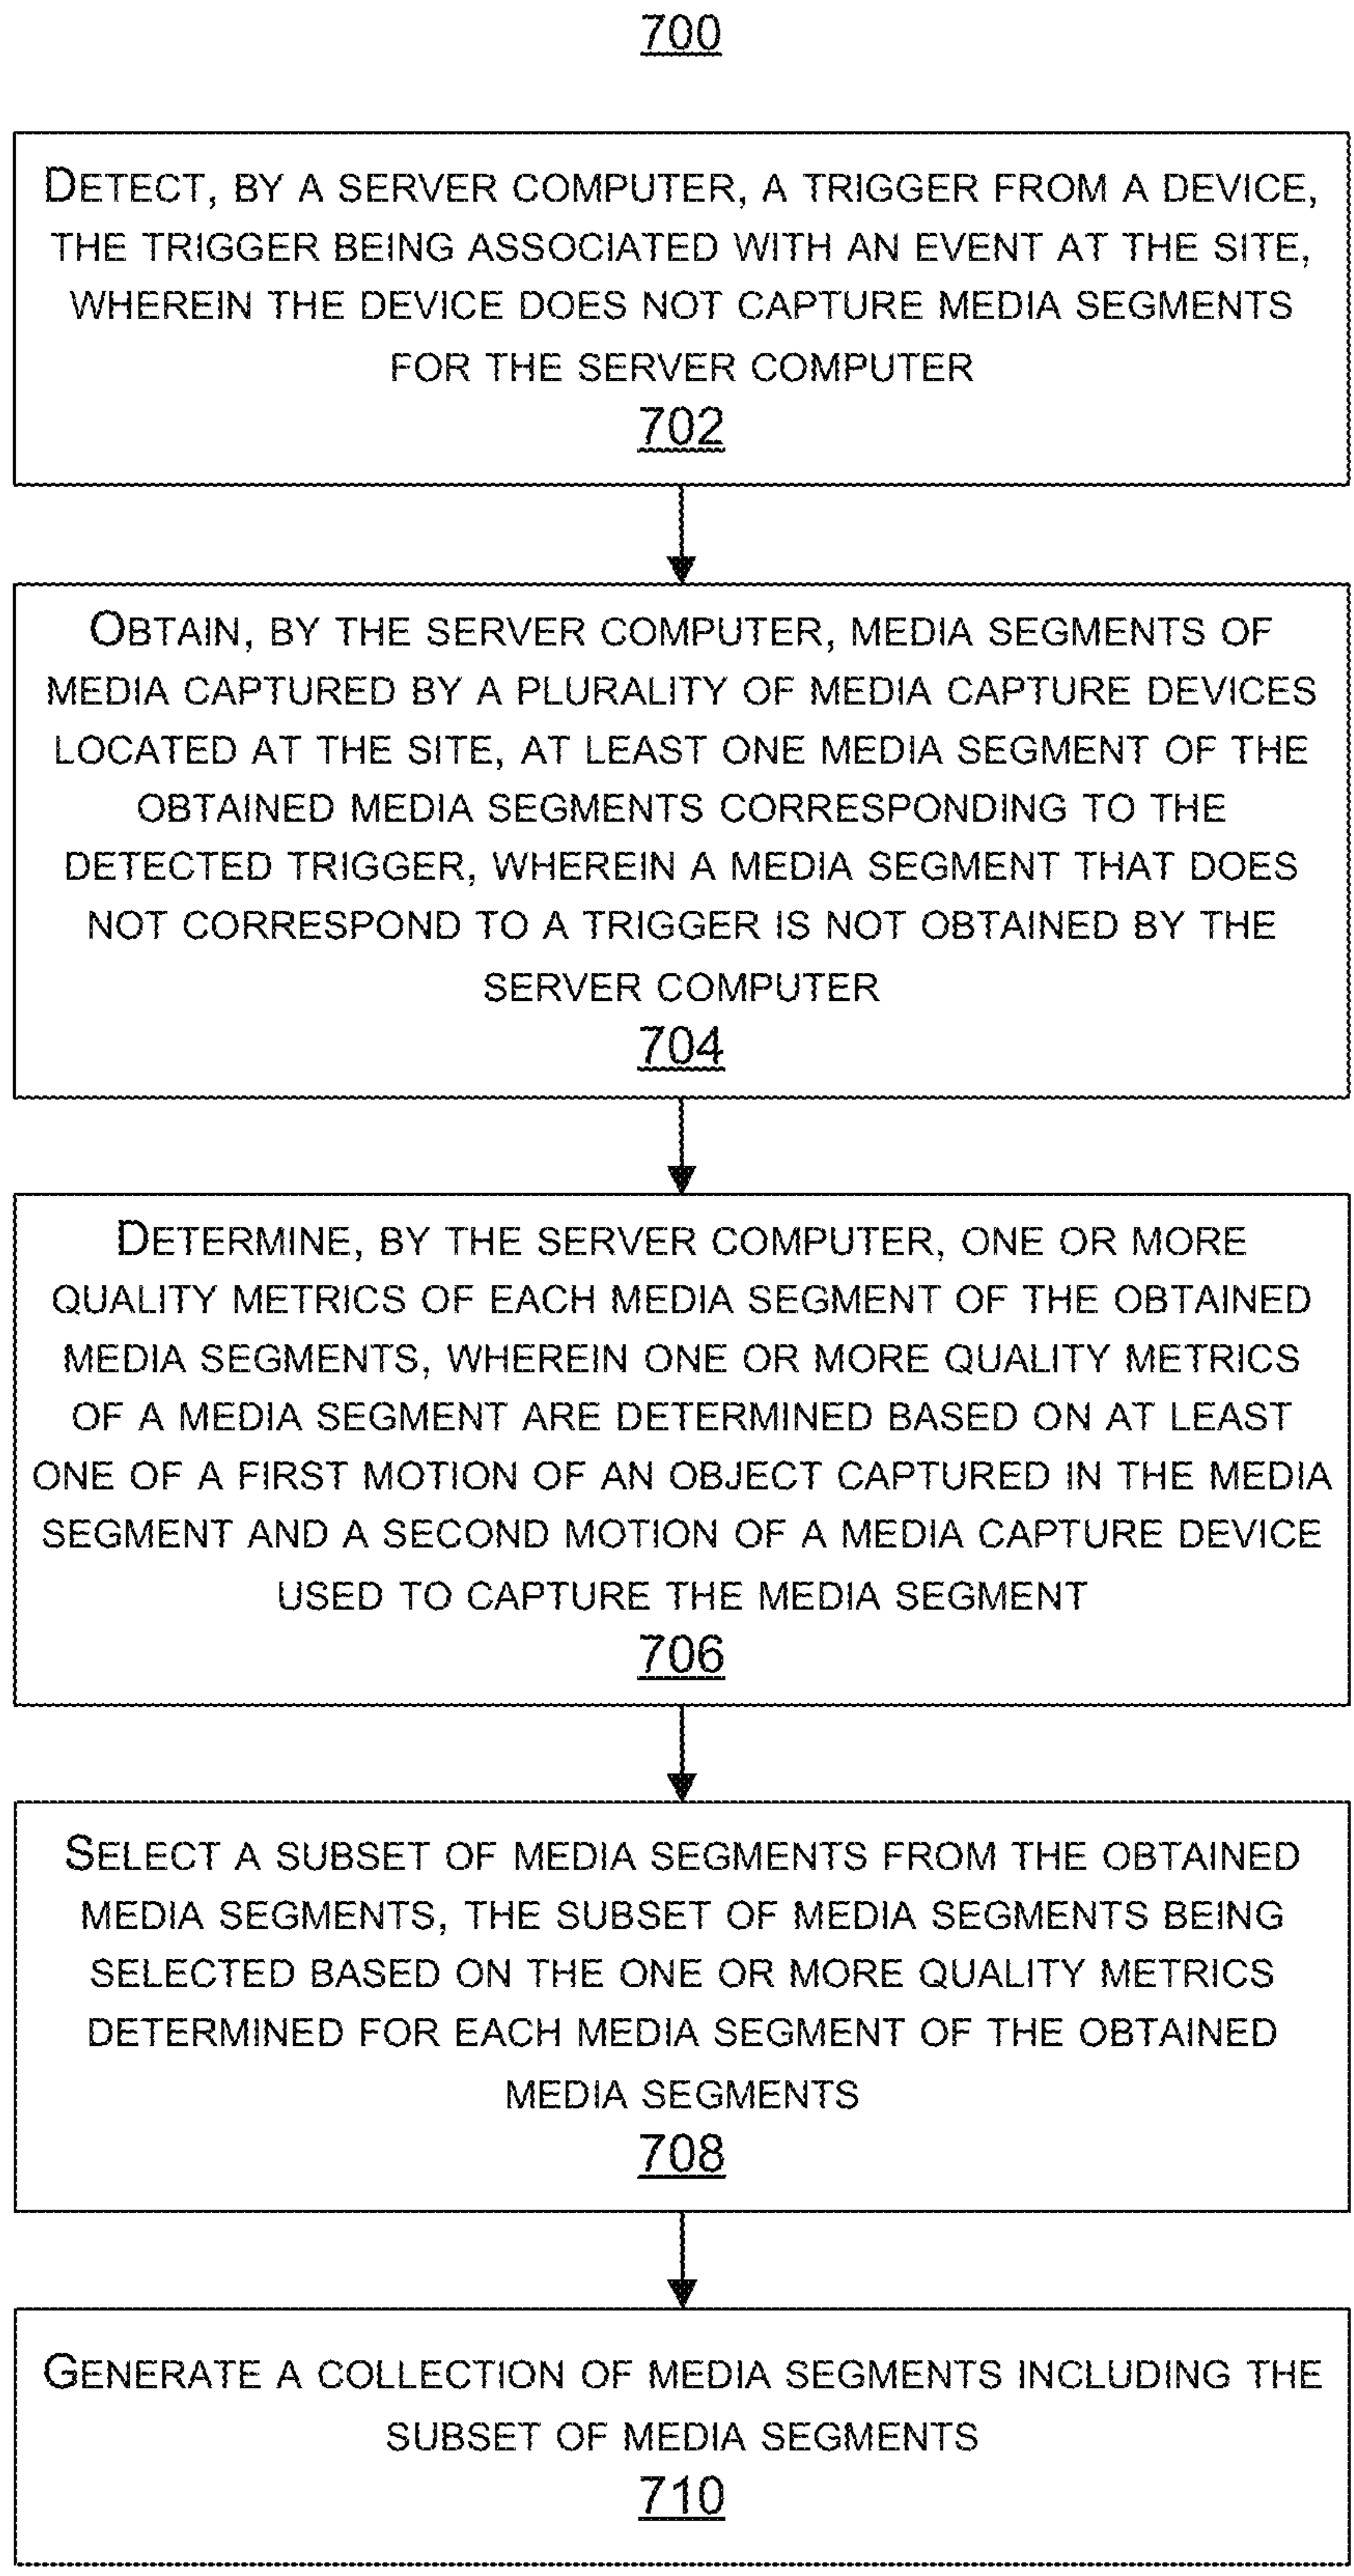 700
DETECT, BY A SERVER COMPUTER, A TRIGGER FROM A DEVICE,
THE TRIGGER BEING ASSOCIATED WITH AN EVENT AT THE SITE,
WHEREIN THE DEVICE DOES NOT CAPTURE MEDIA SEGMENTS
FOR THE SERVER COMPUTER
702
OBTAIN, BY THE SERVER COMPUTER, MEDIA SEGMENTS OF
MEDIA CAPTURED BY A PLURALITY OF MEDIA CAPTURE DEVICES
LOCATED AT THE SITE, AT LEAST ONE MEDIA SEGMENT OF THE
OBTAINED MEDIA SEGMENTS CORRESPONDING TO THE
DETECTED TRIGGER, WHEREIN A MEDIA SEGMENT THAT DOES
NOT CORRESPOND TO A TRIGGER IS NOT OBTAINED BY THE
SERVER COMPUTER
704
DETERMINE, BY THE SERVER COMPUTER, ONE OR MORE
QUALITY METRICS OF EACH MEDIA SEGMENT OF THE OBTAINED
MEDIA SEGMENTS, WHEREIN ONE OR MORE QUALITY METRICS
OF A MEDIA SEGMENT ARE DETERMINED BASED ON AT LEAST
ONE OF A FIRST MOTION OF AN OBJECT CAPTURED IN THE MEDIA
SEGMENT AND A SECOND MOTION OF A MEDIA CAPTURE DEVICE
USED TO CAPTURE THE MEDIA SEGMENT
706
SELECT A SUBSET OF MEDIA SEGMENTS FROM THE OBTAINED
MEDIA SEGMENTS, THE SUBSET OF MEDIA SEGMENTS BEING
SELECTED BASED ON THE ONE OR MORE QUALITY METRICS
DETERMINED FOR EACH MEDIA SEGMENT OF THE OBTAINED
MEDIA SEGMENTS
708
GENERATE A COLLECTION OF MEDIA SEGMENTS INCLUDING THE
SUBSET OF MEDIA SEGMENTS
710